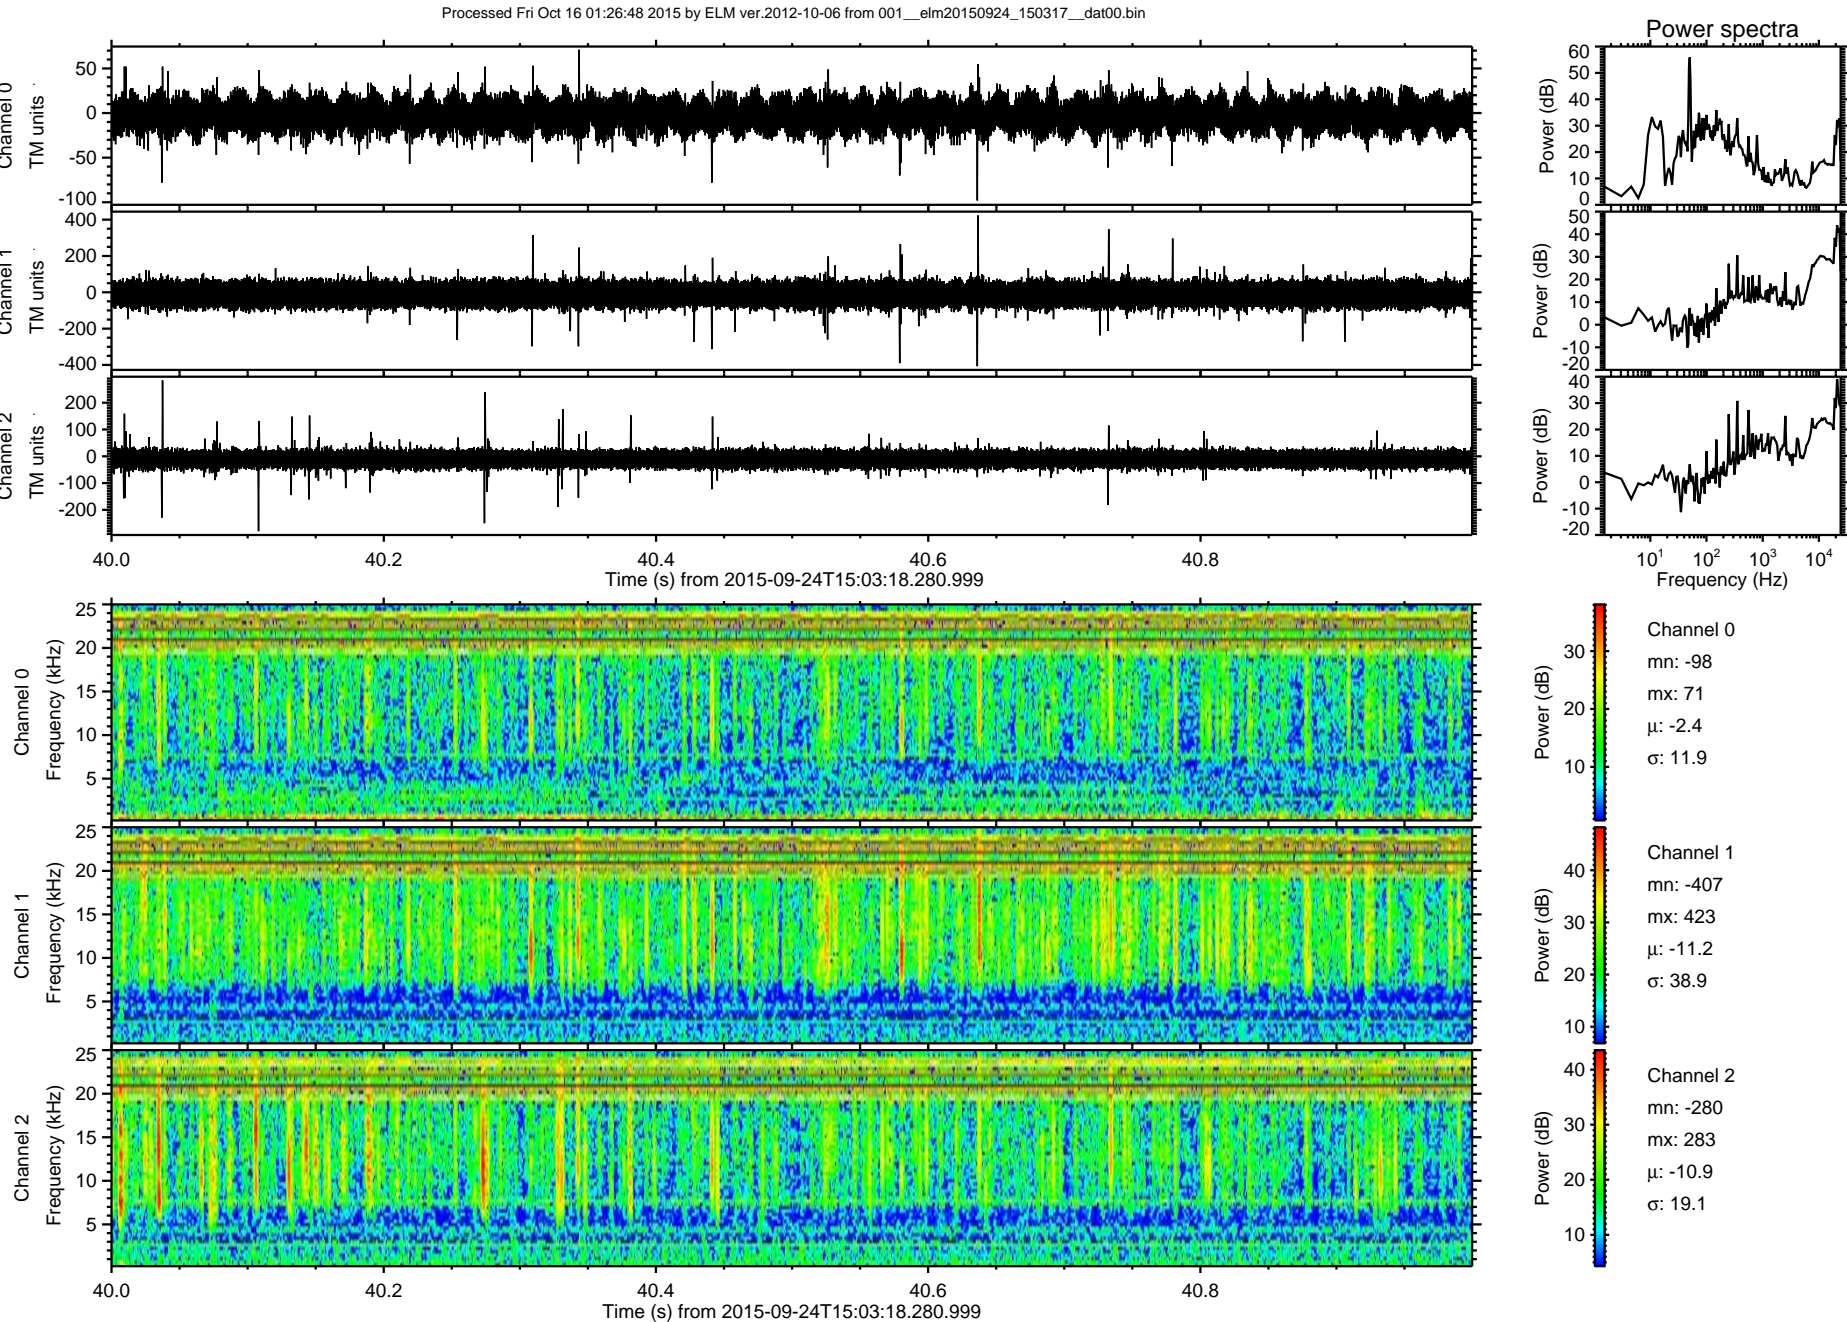 Processed Fri Oct 16 01:26:48 2015 by ELM ver.2012-10-06 from 001__elm20150924_150317__dat00.bin
Power spectra
Channel 0
TM units
50
0
-50
-100
Power (dB)
60
50
40
30
20
10
0
Channel 1
TM units
400
200
0
-200
-400
Power (dB)
50
40
30
20
10
0
-10
-20
Channel 2
TM units
200
100
0
-100
-200
Power (dB)
40
30
20
10
0
-10
-20
40.0 40.2 40.4 40.6 40.8
Time (s) from 2015-09-24T15:03:18.280.999
10^1 10^2 10^3 10^4
Frequency (Hz)
Channel 0
Frequency (kHz)
25
20
15
10
5
Power (dB)
30
20
10
Channel 0
mn: -98
mx: 71
μ: -2.4
σ: 11.9
Channel 1
Frequency (kHz)
25
20
15
10
5
Power (dB)
40
30
20
10
Channel 1
mn: -407
mx: 423
μ: -11.2
σ: 38.9
Channel 2
Frequency (kHz)
25
20
15
10
5
Power (dB)
40
30
20
10
Channel 2
mn: -280
mx: 283
μ: -10.9
σ: 19.1
40.0 40.2 40.4 40.6 40.8
Time (s) from 2015-09-24T15:03:18.280.999